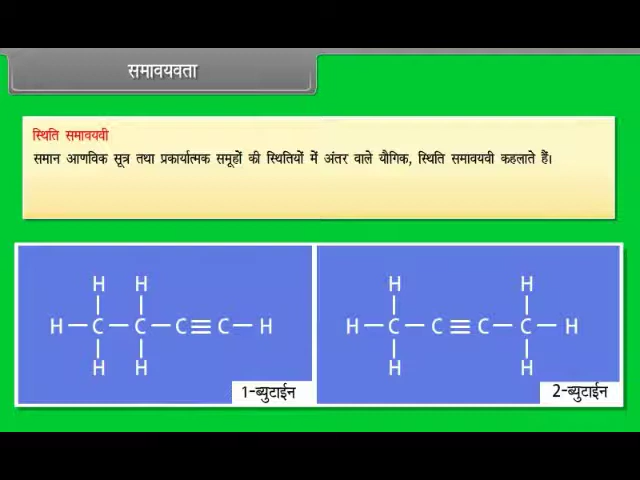 समावयवता
स्थिति समावयवी
समान आणविक सूत्र तथा प्रकार्यात्मक समूहों की स्थितियों में अंतर वाले यौगिक, स्थिति समावयवी कहलाते हैं।
H H
H–C–C–C≡C–H
H H
1-ब्युटाईन
H H
H–C–C≡C–C–H
H H
2-ब्युटाईन